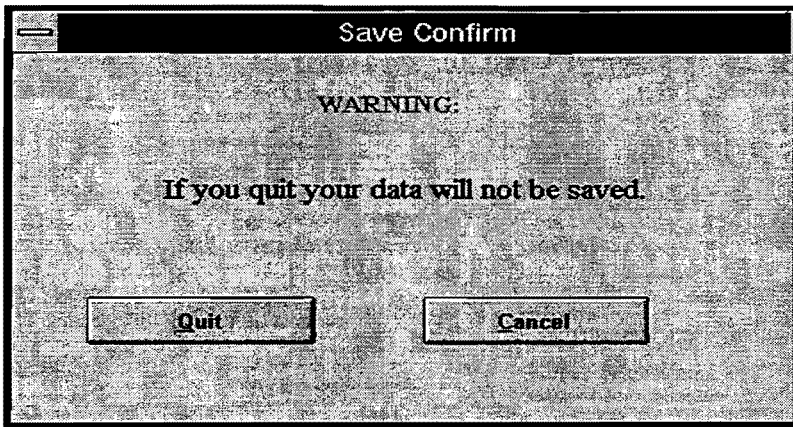 Save Confirm
WARNING:
If you quit your data will not be saved.
Quit
Cancel